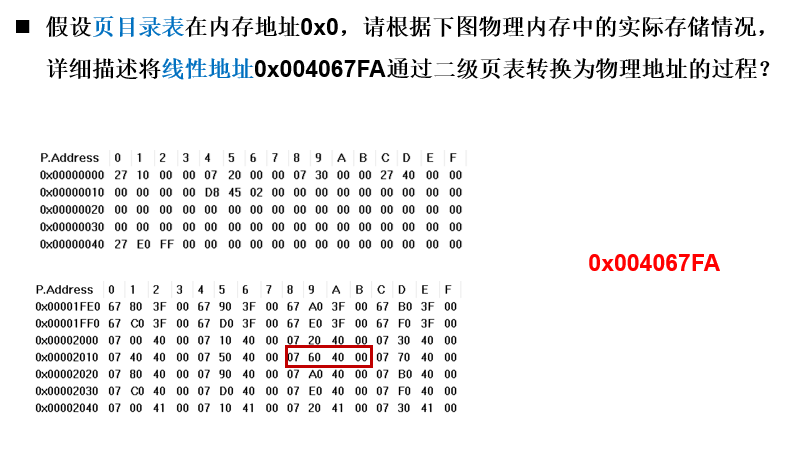 ■ 假设页目录表在内存地址0x0，请根据下图物理内存中的实际存储情况，
详细描述将线性地址0x004067FA通过二级页表转换为物理地址的过程？
P.Address 0 1 2 3 4 5 6 7 8 9 A B C D E F
0x00000000 27 10 00 00 07 20 00 00 07 30 00 00 27 40 00 00
0x00000010 00 00 00 00 D8 45 02 00 00 00 00 00 00 00 00 00
0x00000020 00 00 00 00 00 00 00 00 00 00 00 00 00 00 00 00
0x00000030 00 00 00 00 00 00 00 00 00 00 00 00 00 00 00 00
0x00000040 27 E0 FF 00 00 00 00 00 00 00 00 00 00 00 00 00
0x004067FA
P.Address 0 1 2 3 4 5 6 7 8 9 A B C D E F
0x00001FE0 67 80 3F 00 67 90 3F 00 67 A0 3F 00 67 B0 3F 00
0x00001FF0 67 C0 3F 00 67 D0 3F 00 67 E0 3F 00 67 F0 3F 00
0x00002000 07 00 40 00 07 10 40 00 07 20 40 00 07 30 40 00
0x00002010 07 40 40 00 07 50 40 00 07 60 40 00 07 70 40 00
0x00002020 07 80 40 00 07 90 40 00 07 A0 40 00 07 B0 40 00
0x00002030 07 C0 40 00 07 D0 40 00 07 E0 40 00 07 F0 40 00
0x00002040 07 00 41 00 07 10 41 00 07 20 41 00 07 30 41 00